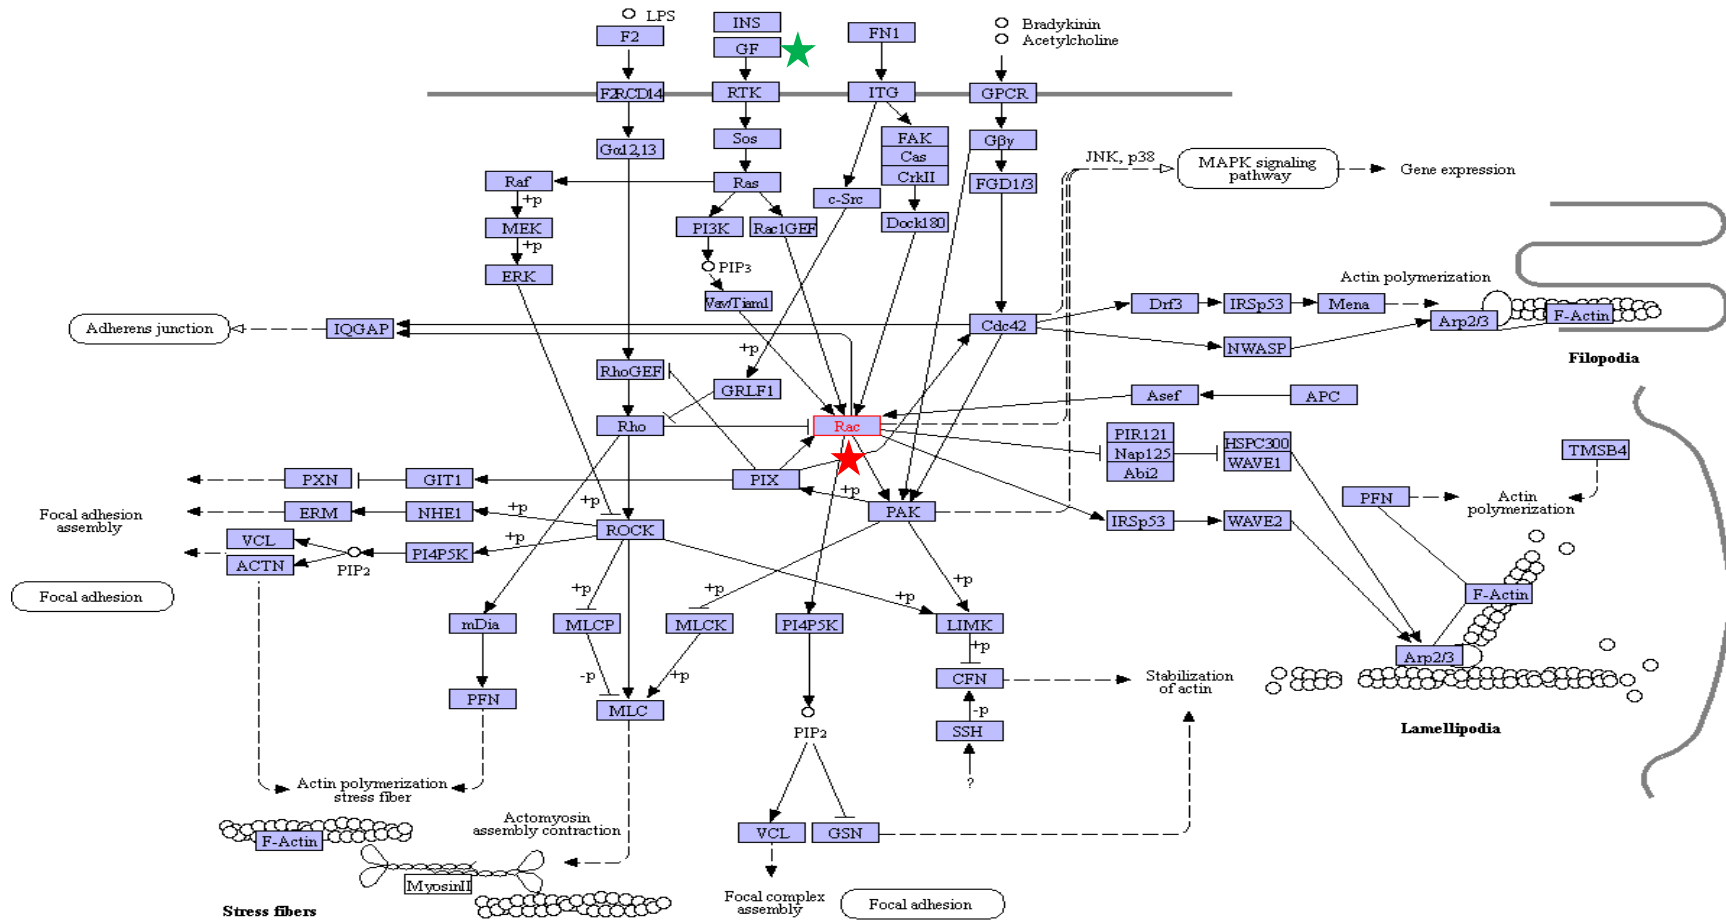 LPS
INS
FN1
Bradykinin
Acetylcholine
F2
GF
F2RCD14
RTK
ITG
GPCR
Gα12,13
Sos
FAK
Cas
CrkII
Gβγ
JNK, p38
MAPK signaling
pathway
Gene expression
Raf
Ras
c-Src
FGD1/3
+p
MEK
PI3K
Rac1GEF
Dock180
+p
ERK
PIP3
Vav/Tiam1
Actin polymerization
Drf3
IRSp53
Mena
Arp2/3
F-Actin
Adherens junction
IQGAP
Cdc42
NWASP
Filopodia
+p
RhoGEF
GRLF1
Asef
APC
Rho
Rac
PIR121
Nap125
Abi2
HSPC300
WAVE1
TMSB4
PXN
GIT1
PIX
+p
PAK
PFN
Actin
polymerization
Focal adhesion
assembly
ERM
NHE1
+p
+p
ROCK
IRSp53
WAVE2
VCL
ACTN
PIP2
PI4P5K
+p
Focal adhesion
+p
+p
+p
+p
F-Actin
mDia
MLCP
MLCK
PI4P5K
LIMK
+p
Arp2/3
-p
+p
CFN
Stabilization
of actin
PFN
MLC
-p
PIP2
SSH
?
Lamellipodia
Actin polymerization
stress fiber
Actomyosin
assembly contraction
F-Actin
VCL
GSN
MyosinII
Stress fibers
Focal complex
assembly
Focal adhesion